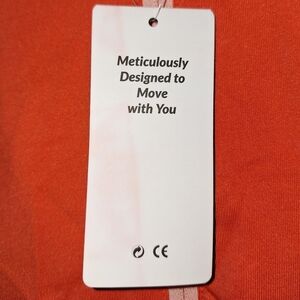 Meticulously
Designed to
Move
with You
CE